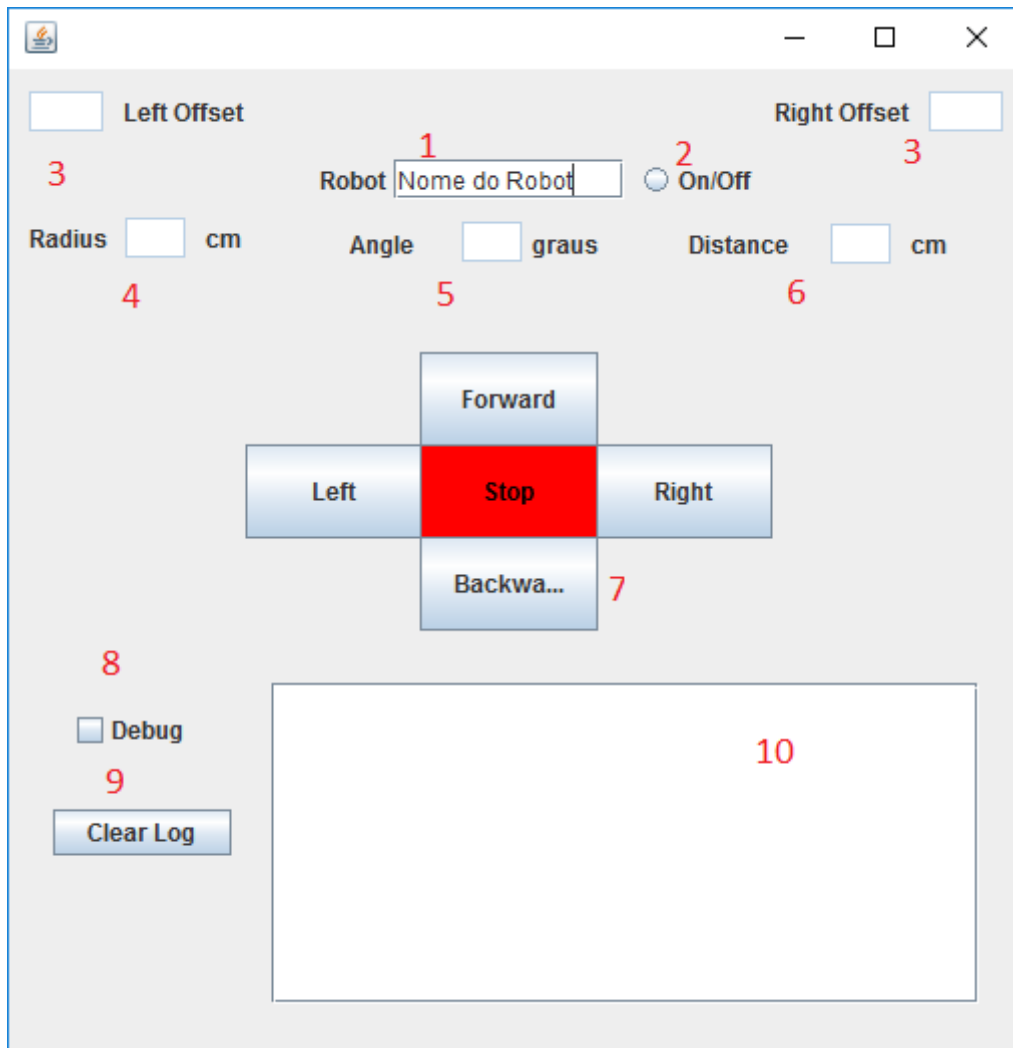 Left Offset Right Offset
3 1 2 3
Robot Nome do Robot On/Off
Radius cm Angle graus Distance cm
4 5 6
Forward
Left Stop Right
Backwa... 7
8
Debug
10
9
Clear Log